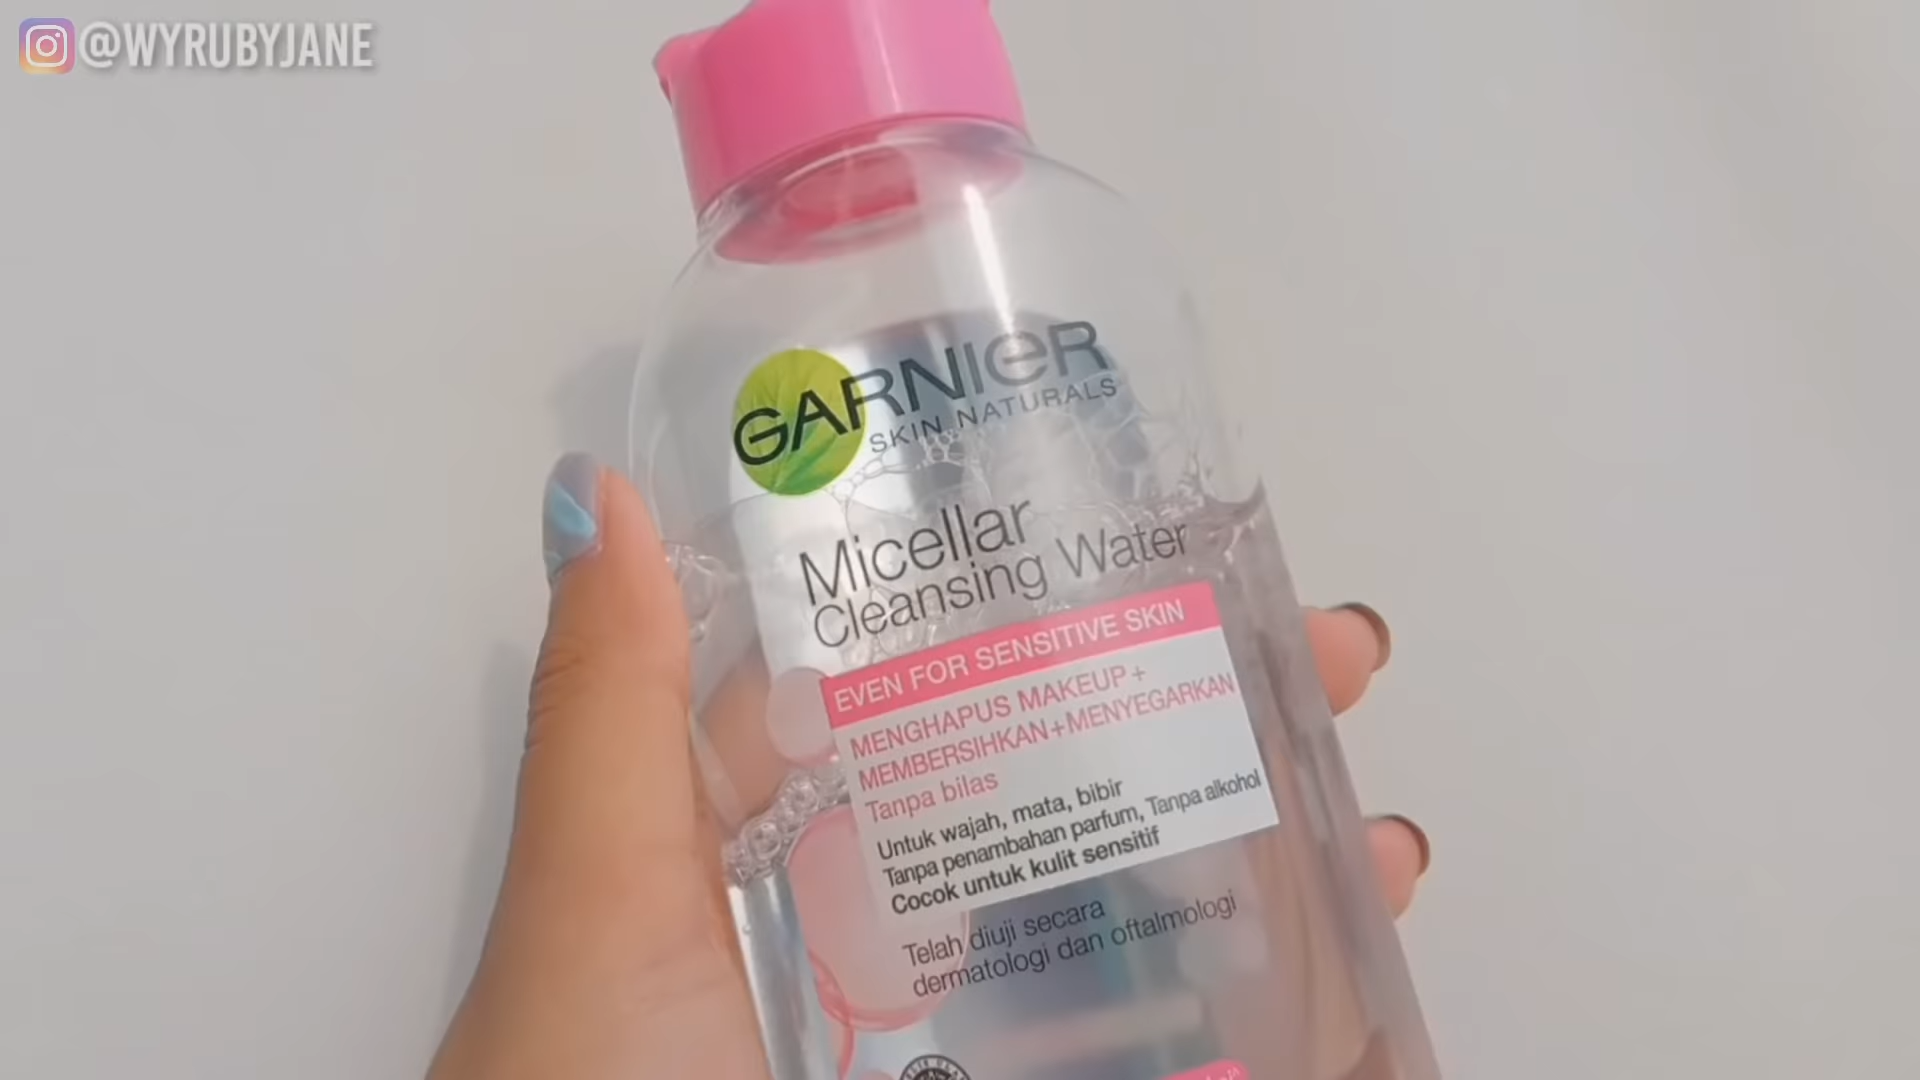 @WYRUBYJANE
GARNIER
SKIN NATURALS
Micellar
Cleansing Water
EVEN FOR SENSITIVE SKIN
MENGHAPUS MAKEUP+
MEMBERSIHKAN+MENYEGARKAN
Tanpa bilas
Untuk wajah, mata, bibir
Tanpa penambahan parfum, Tanpa alkohol
Cocok untuk kulit sensitif
Telah diuji secara
dermatologi dan oftalmologi